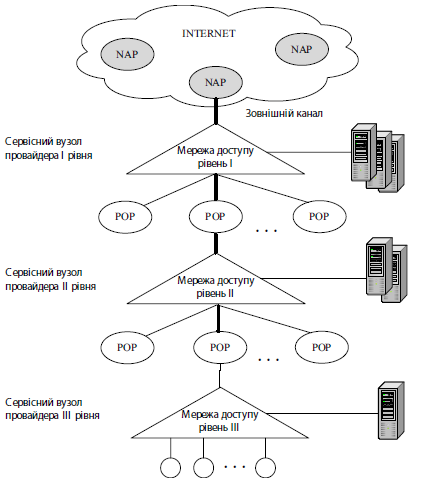 INTERNET
NAP
NAP
NAP
Зовнішній канал
Сервісний вузол
провайдера I рівня
Мережа доступу
рівень I
POP
POP
POP
. . .
Сервісний вузол
провайдера II рівня
Мережа доступу
рівень II
POP
POP
POP
. . .
Сервісний вузол
провайдера III рівня
Мережа доступу
рівень III
. . .